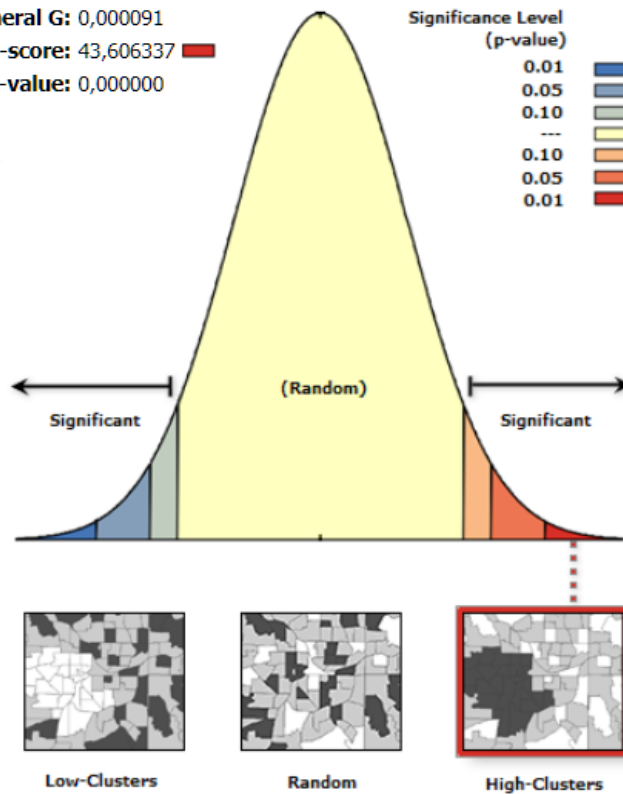 neral G: 0,000091
-score: 43,606337
-value: 0,000000
Significance Level
(p-value)
0.01
0.05
0.10
---
0.10
0.05
0.01
(Random)
Significant
Significant
Low-Clusters
Random
High-Clusters